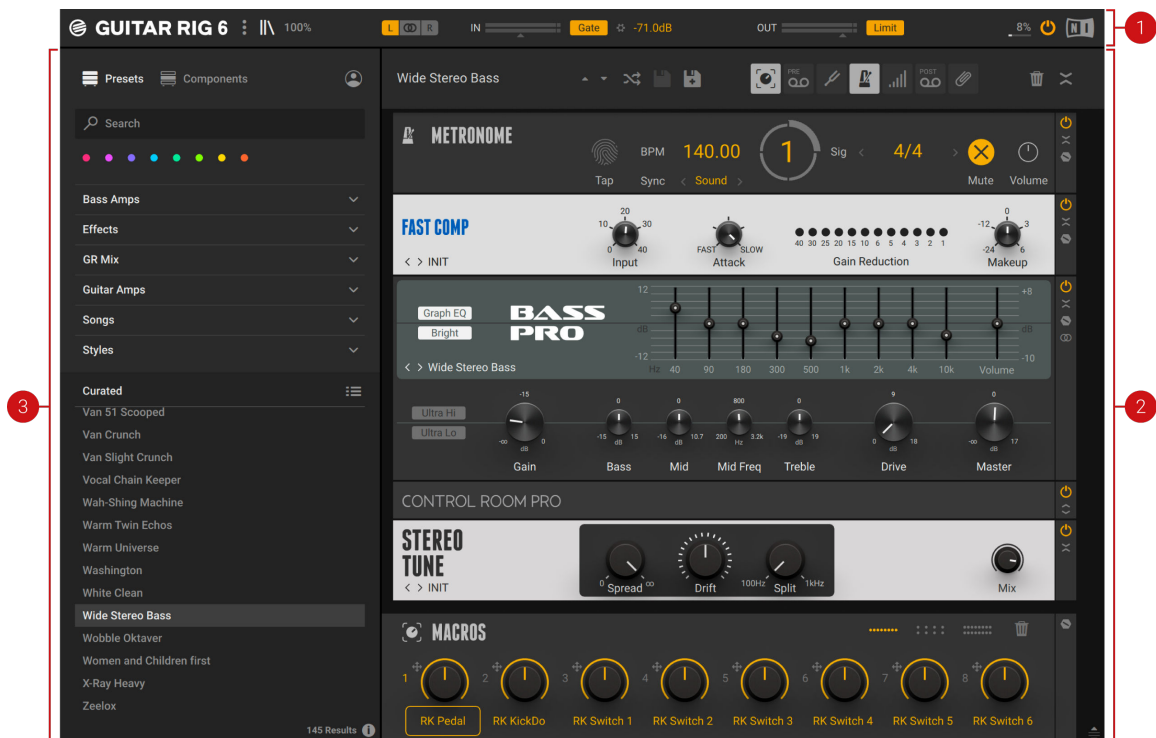 GUITAR RIG 6 100% L R IN Gate -71.0dB OUT Limit 8% NI
1
Presets Components
Search
Bass Amps
Effects
GR Mix
Guitar Amps
Songs
Styles
Curated
Van 51 Scooped
Van Crunch
Van Slight Crunch
Vocal Chain Keeper
Wah-Shing Machine
Warm Twin Echos
Warm Universe
Washington
White Clean
Wide Stereo Bass
Wobble Oktaver
Women and Children first
X-Ray Heavy
Zeelox
145 Results
3
Wide Stereo Bass PRE POST
METRONOME
BPM 140.00 1 Sig < 4/4 >
Tap Sync < Sound > Mute Volume
FAST COMP
20 0
10 30 -12 3
0 40 FAST SLOW 40 30 25 20 15 10 6 5 4 3 2 1 -24 6
< > INIT Input Attack Gain Reduction Makeup
12 +8
Graph EQ BASS
Bright PRO dB dB
-12 -10
< > Wide Stereo Bass Hz 40 90 180 300 500 1k 2k 4k 10k Volume
2
-15 0 0 800 0 9 0
Ultra Hi
Ultra Lo
-∞ 0 -15 15 -16 10.7 200 3.2k -19 19 0 18 -∞ 17
dB dB dB Hz dB dB dB
Gain Bass Mid Mid Freq Treble Drive Master
CONTROL ROOM PRO
STEREO
TUNE
0 ∞ 100Hz 1kHz
< > INIT Spread Drift Split Mix
MACROS
1 2 3 4 5 6 7 8
RK Pedal RK KickDo RK Switch 1 RK Switch 2 RK Switch 3 RK Switch 4 RK Switch 5 RK Switch 6